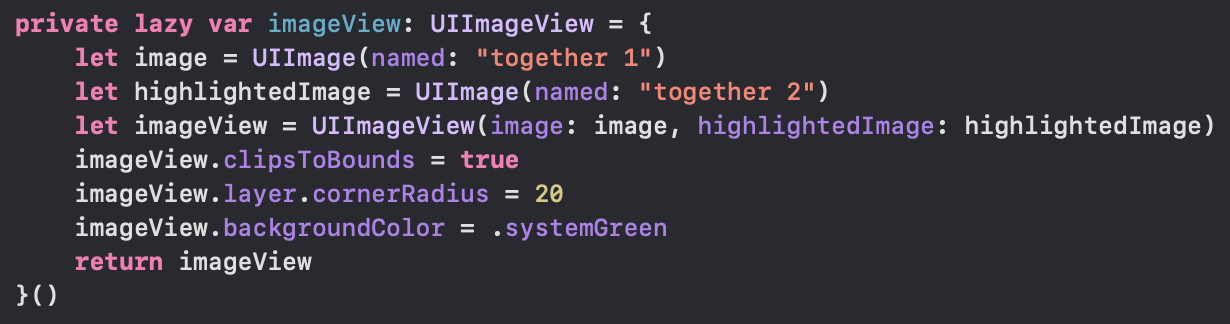 private lazy var imageView: UIImageView = {
    let image = UIImage(named: "together 1")
    let highlightedImage = UIImage(named: "together 2")
    let imageView = UIImageView(image: image, highlightedImage: highlightedImage)
    imageView.clipsToBounds = true
    imageView.layer.cornerRadius = 20
    imageView.backgroundColor = .systemGreen
    return imageView
}()